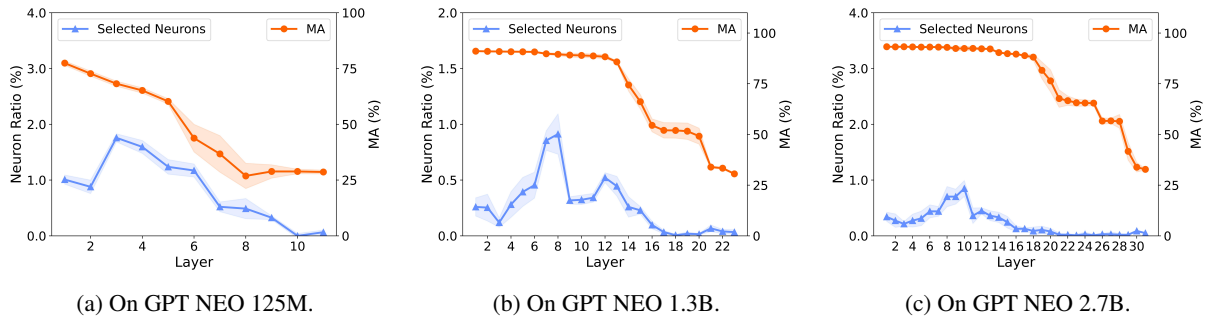 Selected Neurons
MA
4.0
3.0
2.0
1.0
0.0
Neuron Ratio (%)
100
75
50
25
0
MA (%)
2 4 6 8 10
Layer
(a) On GPT NEO 125M.
Selected Neurons
MA
2.0
1.5
1.0
0.5
0.0
Neuron Ratio (%)
100
75
50
25
0
MA (%)
2 4 6 8 10 12 14 16 18 20 22
Layer
(b) On GPT NEO 1.3B.
Selected Neurons
MA
4.0
3.0
2.0
1.0
0.0
Neuron Ratio (%)
100
75
50
25
0
MA (%)
2 4 6 8 10 12 14 16 18 20 22 24 26 28 30
Layer
(c) On GPT NEO 2.7B.